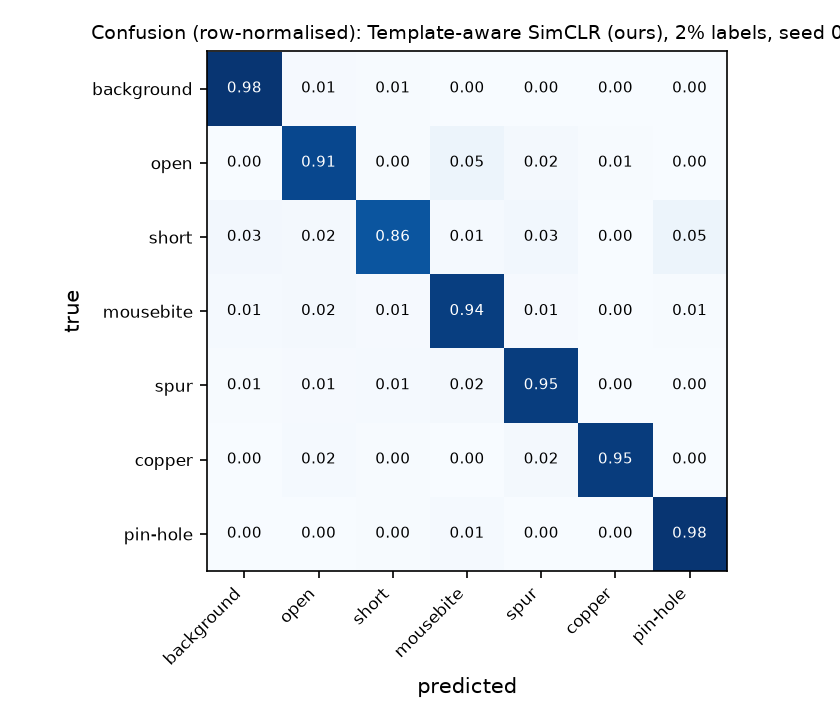 Confusion (row-normalised): Template-aware SimCLR (ours), 2% labels, seed 0
background 0.98 0.01 0.01 0.00 0.00 0.00 0.00
open 0.00 0.91 0.00 0.05 0.02 0.01 0.00
short 0.03 0.02 0.86 0.01 0.03 0.00 0.05
mousebite 0.01 0.02 0.01 0.94 0.01 0.00 0.01
spur 0.01 0.01 0.01 0.02 0.95 0.00 0.00
copper 0.00 0.02 0.00 0.00 0.02 0.95 0.00
pin-hole 0.00 0.00 0.00 0.01 0.00 0.00 0.98
true
background open short mousebite spur copper pin-hole
predicted